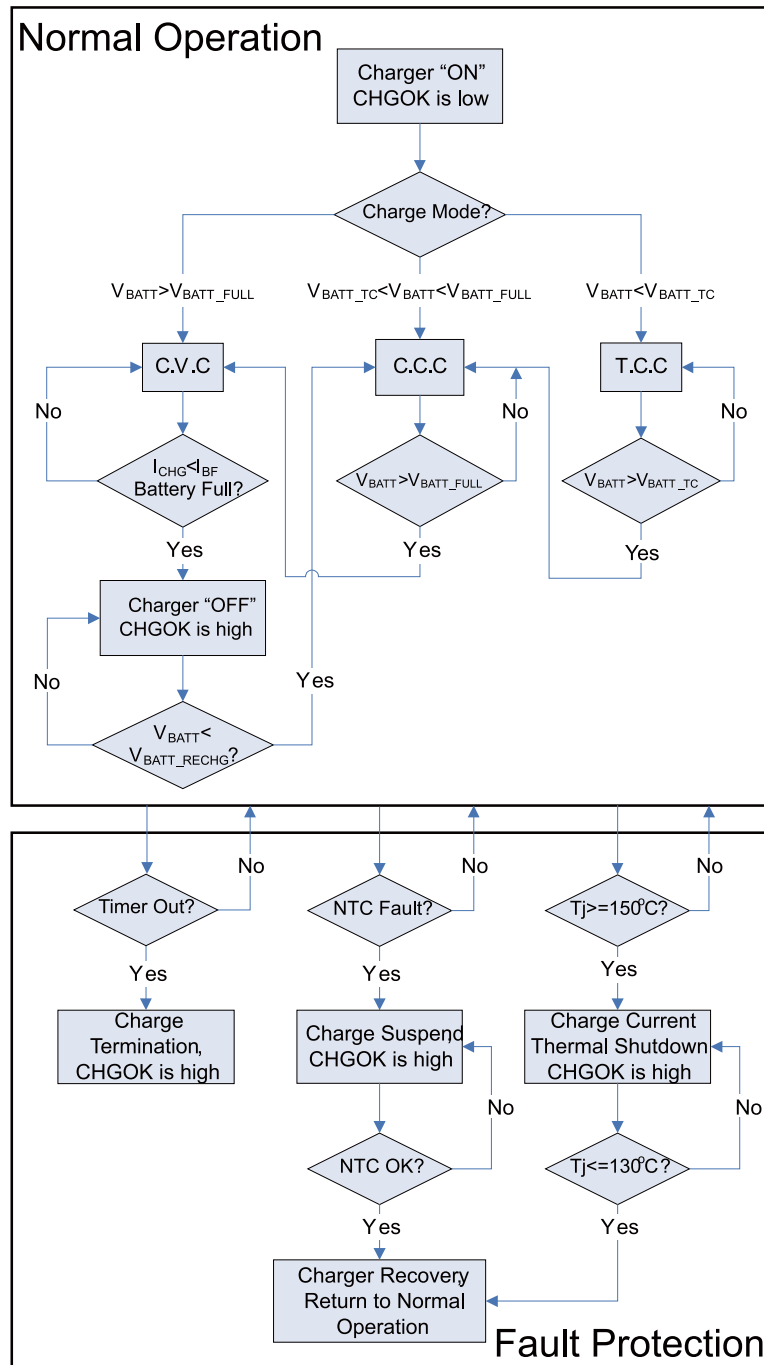 Normal Operation
Charger “ON”
CHGOK is low
Charge Mode?
VBATT>VBATT_FULL
VBATT_TC<VBATT<VBATT_FULL
VBATT<VBATT_TC
C.V.C
C.C.C
T.C.C
No
No
No
ICHG<IBF
Battery Full?
VBATT>VBATT_FULL
VBATT>VBATT_TC
Yes
Yes
Yes
Charger “OFF”
CHGOK is high
No
Yes
VBATT<
VBATT_RECHG?
No
No
No
Timer Out?
NTC Fault?
Tj>=150°C?
Yes
Yes
Yes
Charge
Termination,
CHGOK is high
Charge Suspend,
CHGOK is high
Charge Current
Thermal Shutdown
CHGOK is high
No
No
NTC OK?
Tj<=130°C?
Yes
Yes
Charger Recovery,
Return to Normal
Operation
Fault Protection